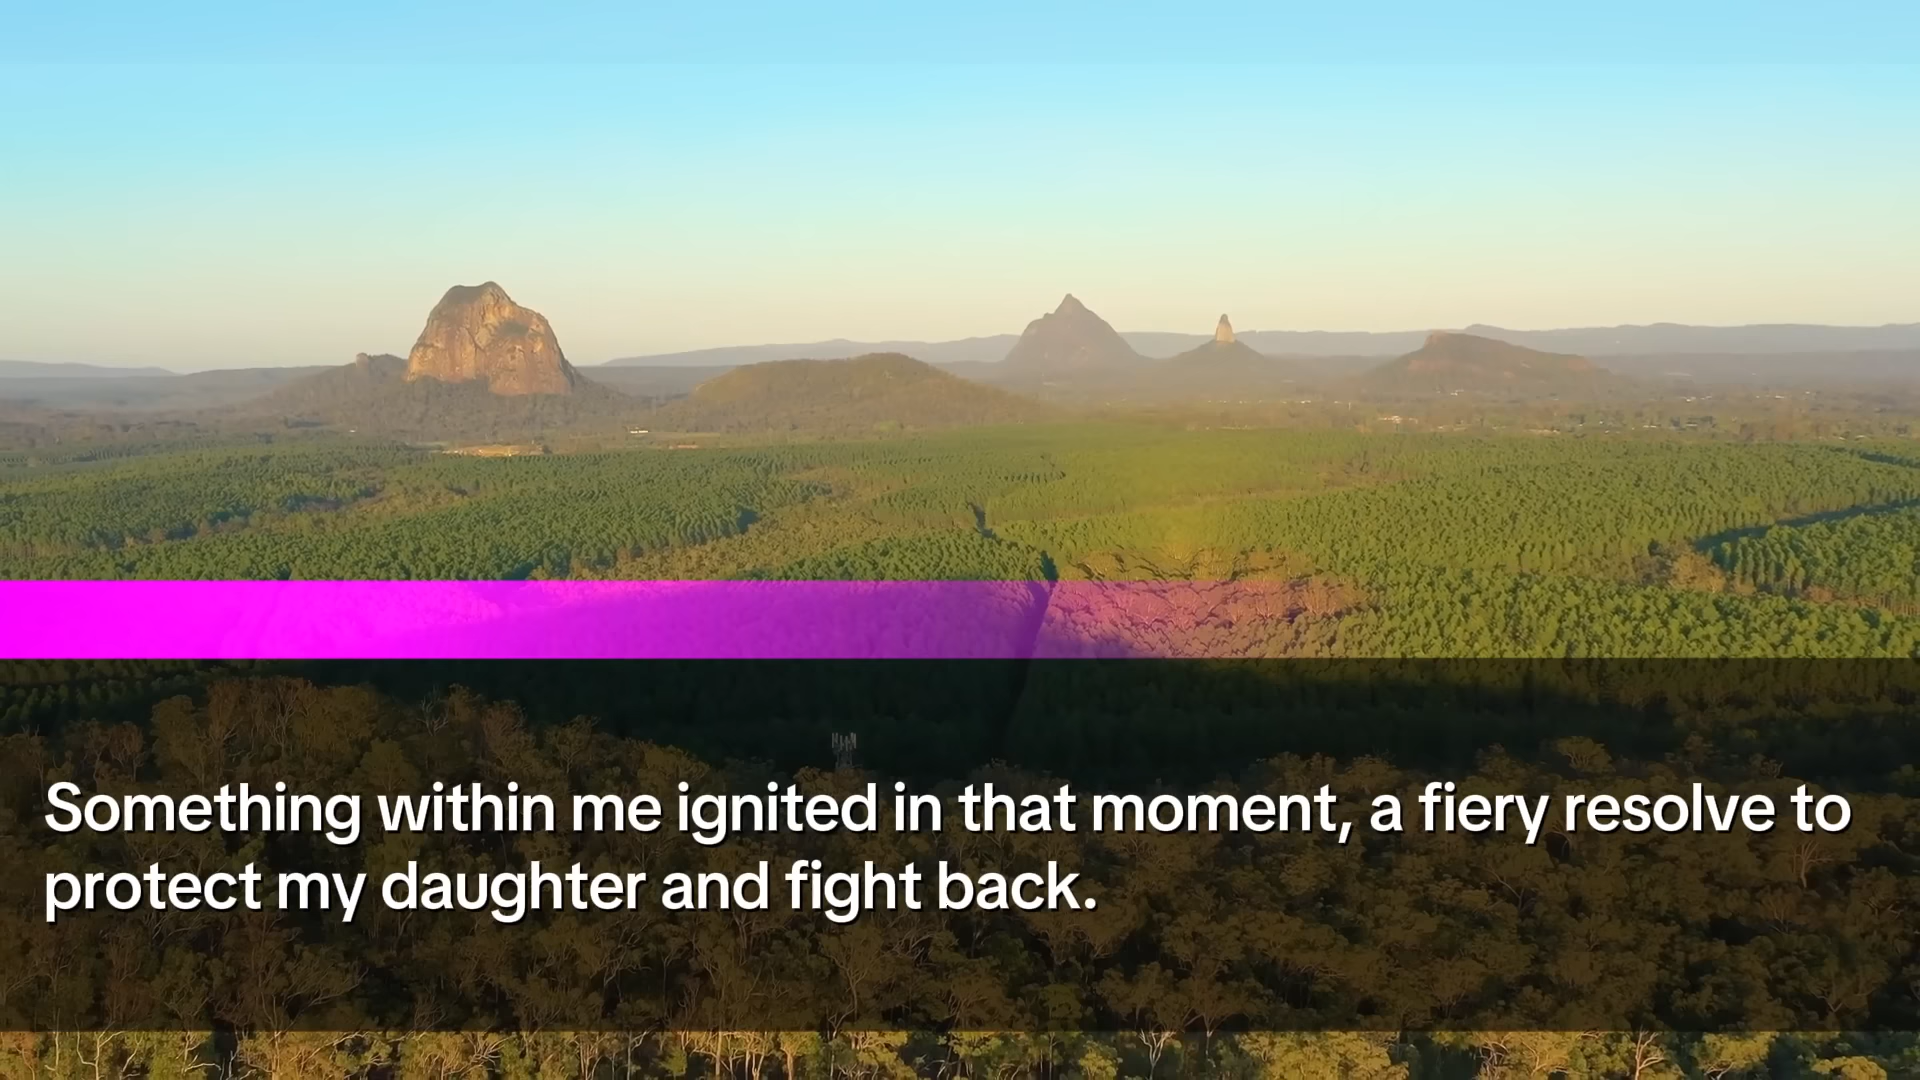 Something within me ignited in that moment, a fiery resolve to
protect my daughter and fight back.